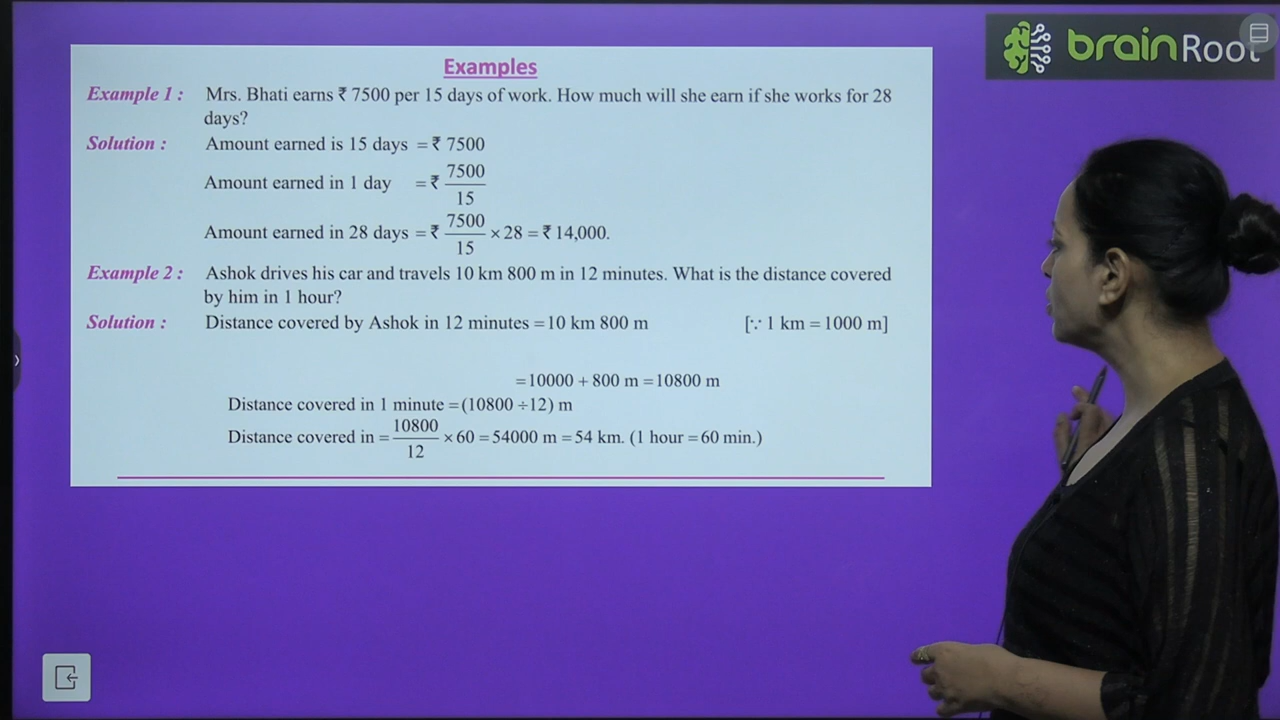 brainRoot
Examples
Example 1 : Mrs. Bhati earns ₹ 7500 per 15 days of work. How much will she earn if she works for 28
days?
Solution : Amount earned is 15 days = ₹ 7500
Amount earned in 1 day = ₹ 7500/15
Amount earned in 28 days = ₹ 7500/15 × 28 = ₹ 14,000.
Example 2 : Ashok drives his car and travels 10 km 800 m in 12 minutes. What is the distance covered
by him in 1 hour?
Solution : Distance covered by Ashok in 12 minutes = 10 km 800 m [∵ 1 km = 1000 m]
= 10000 + 800 m = 10800 m
Distance covered in 1 minute = (10800 ÷ 12) m
Distance covered in = 10800/12 × 60 = 54000 m = 54 km. (1 hour = 60 min.)